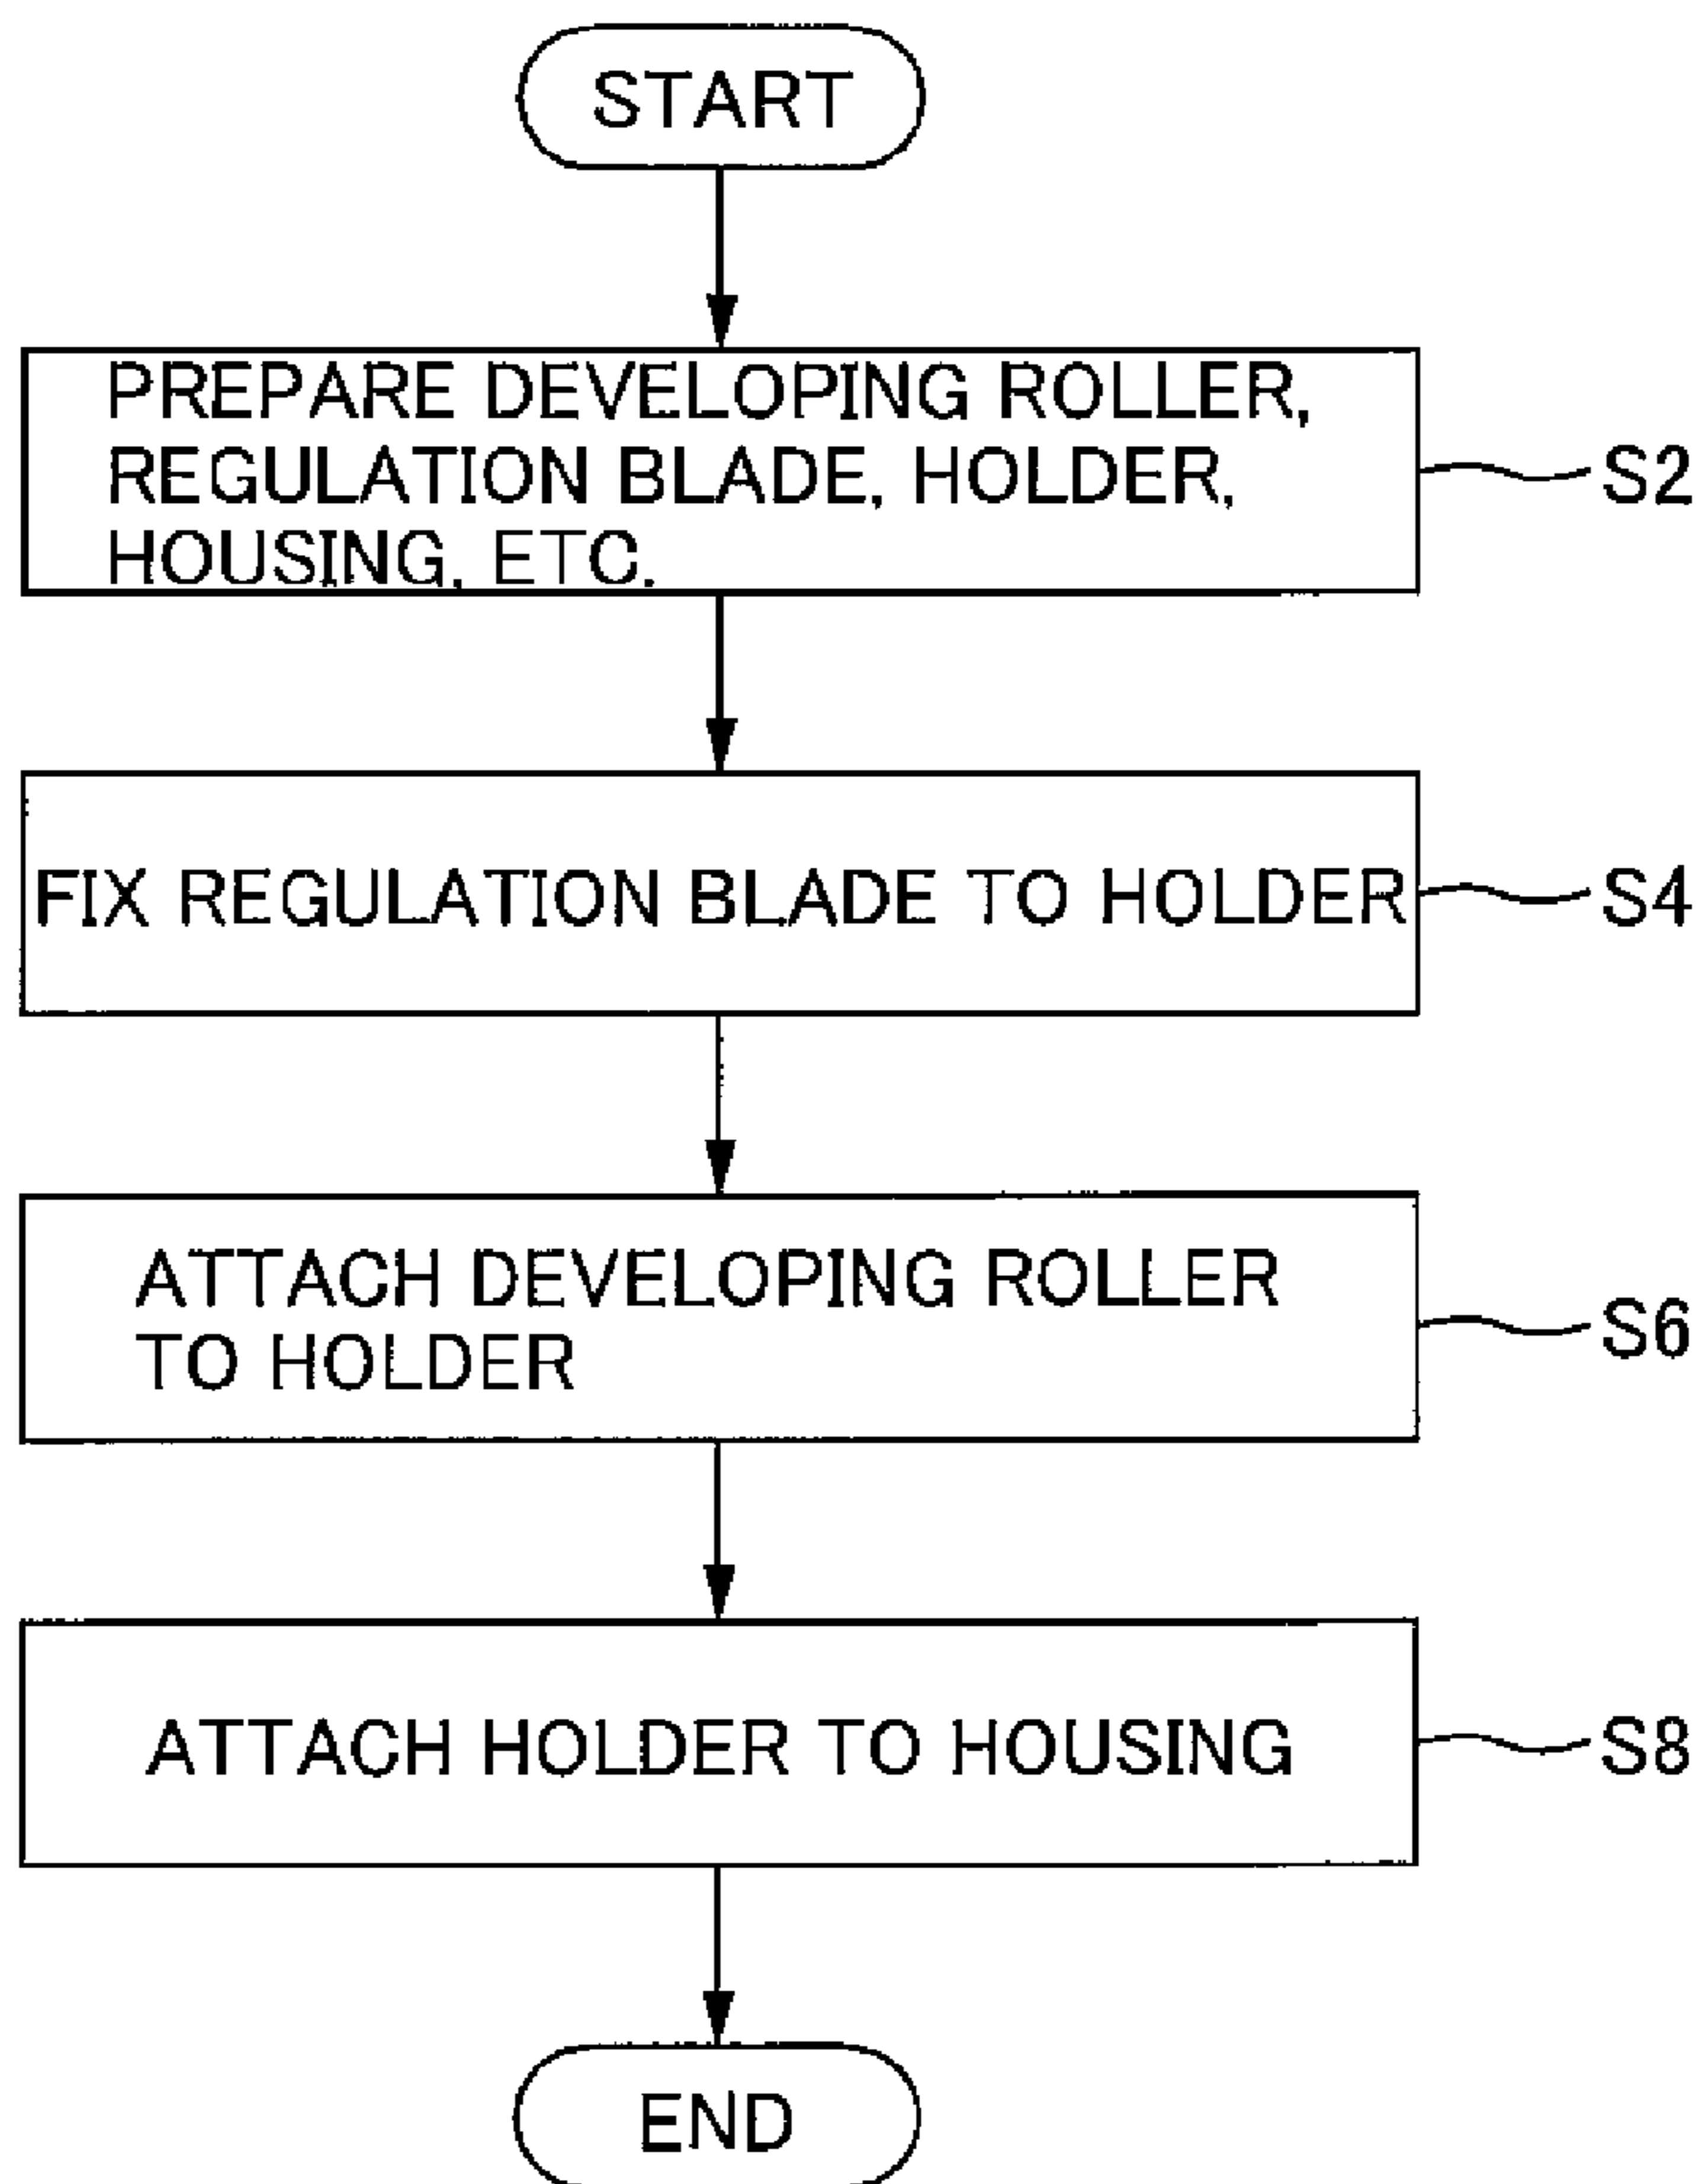 START
PREPARE DEVELOPING ROLLER,
REGULATION BLADE, HOLDER,
HOUSING, ETC.
S2
FIX REGULATION BLADE TO HOLDER
S4
ATTACH DEVELOPING ROLLER
TO HOLDER
S6
ATTACH HOLDER TO HOUSING
S8
END